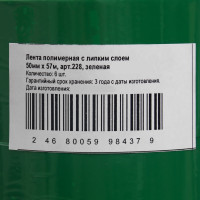 Лента полимерная с липким слоем
50мм x 57м, арт.228, зеленая
Количество: 6 шт.
Гарантийный срок хранения: 3 года с даты изготовления.
Дата изготовления:
2 46 80059 98437 9